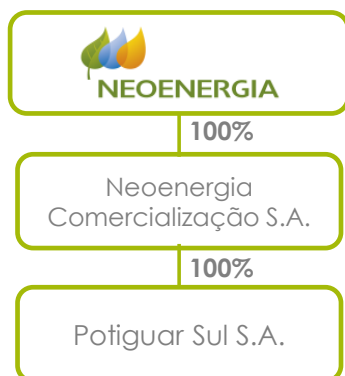 NEOENERGIA
100%
Neoenergia
Comercialização S.A.
100%
Potiguar Sul S.A.